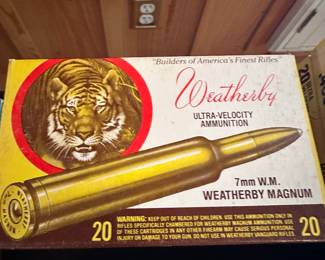 "Builders of America's Finest Rifles"
Weatherby
ULTRA-VELOCITY
AMMUNITION
7mm W.M.
WEATHERBY MAGNUM
20
WARNING: KEEP OUT OF REACH OF CHILDREN. USE THIS AMMUNITION ONLY IN
RIFLES SPECIFICALLY CHAMBERED FOR WEATHERBY MAGNUM AMMUNITION. USE
OF THESE CARTRIDGES IN ANY OTHER FIREARM MAY CAUSE SERIOUS PERSONAL
INJURY OR DAMAGE TO YOUR GUN. DO NOT USE IN WEATHERBY VANGUARD RIFLES
20